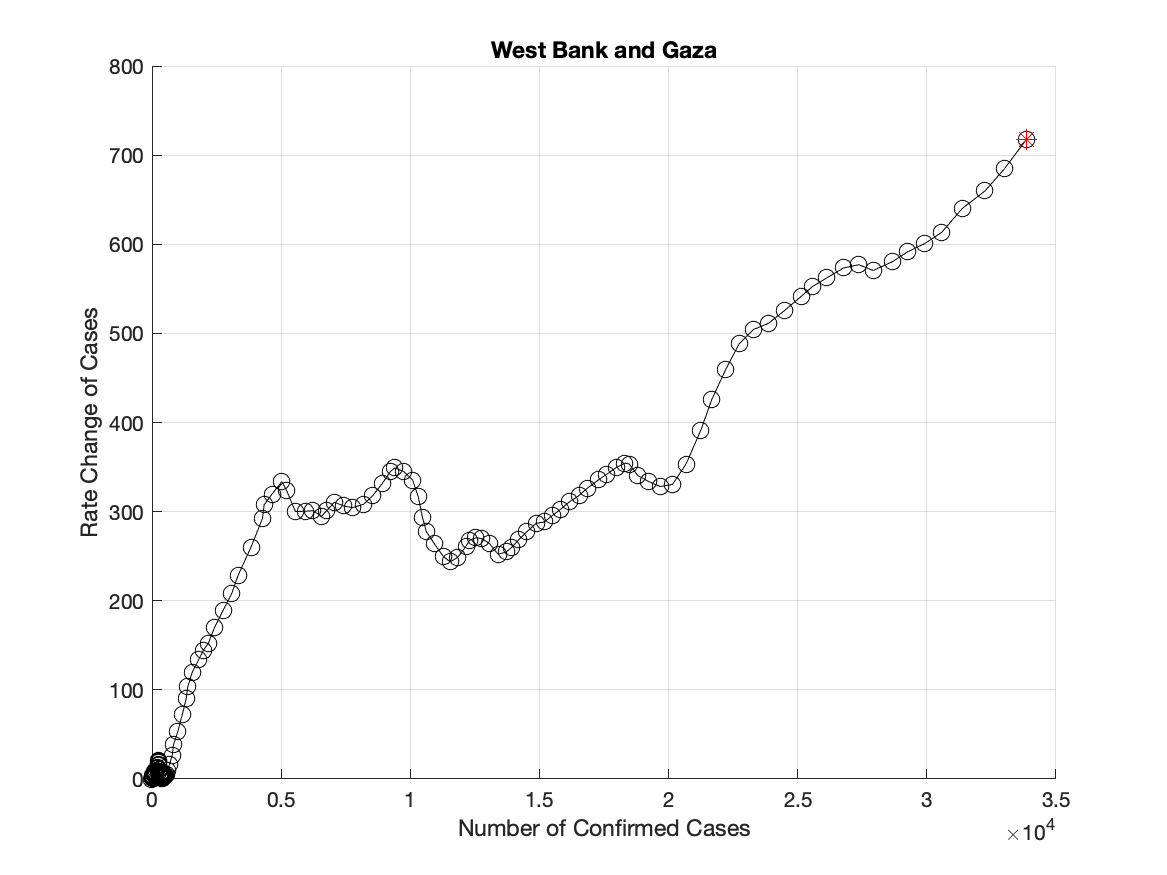 West Bank and Gaza
800
700
600
500
400
300
200
100
0
Rate Change of Cases
0 0.5 1 1.5 2 2.5 3 3.5
Number of Confirmed Cases
×10⁴